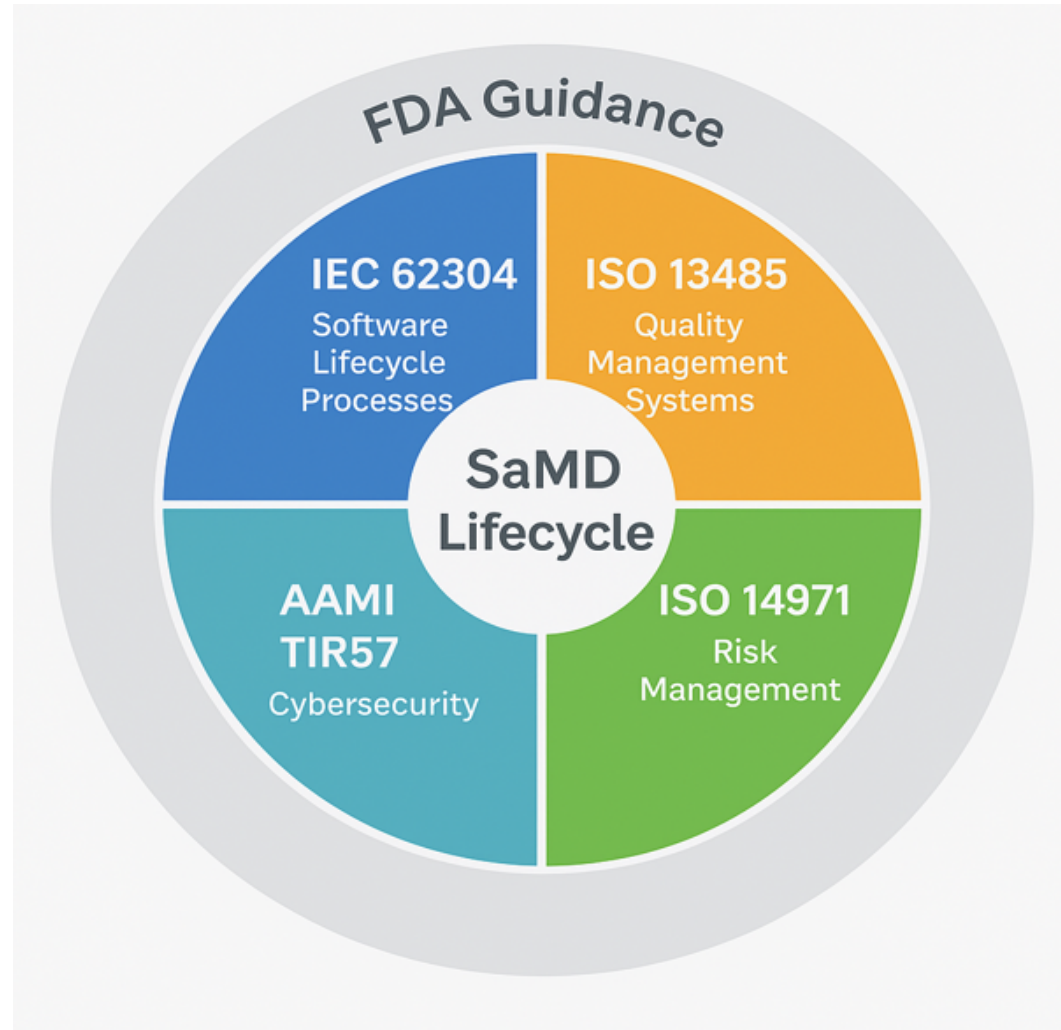 FDA Guidance
IEC 62304
Software
Lifecycle
Processes
ISO 13485
Quality
Management
Systems
SaMD
Lifecycle
AAMI
TIR57
Cybersecurity
ISO 14971
Risk
Management